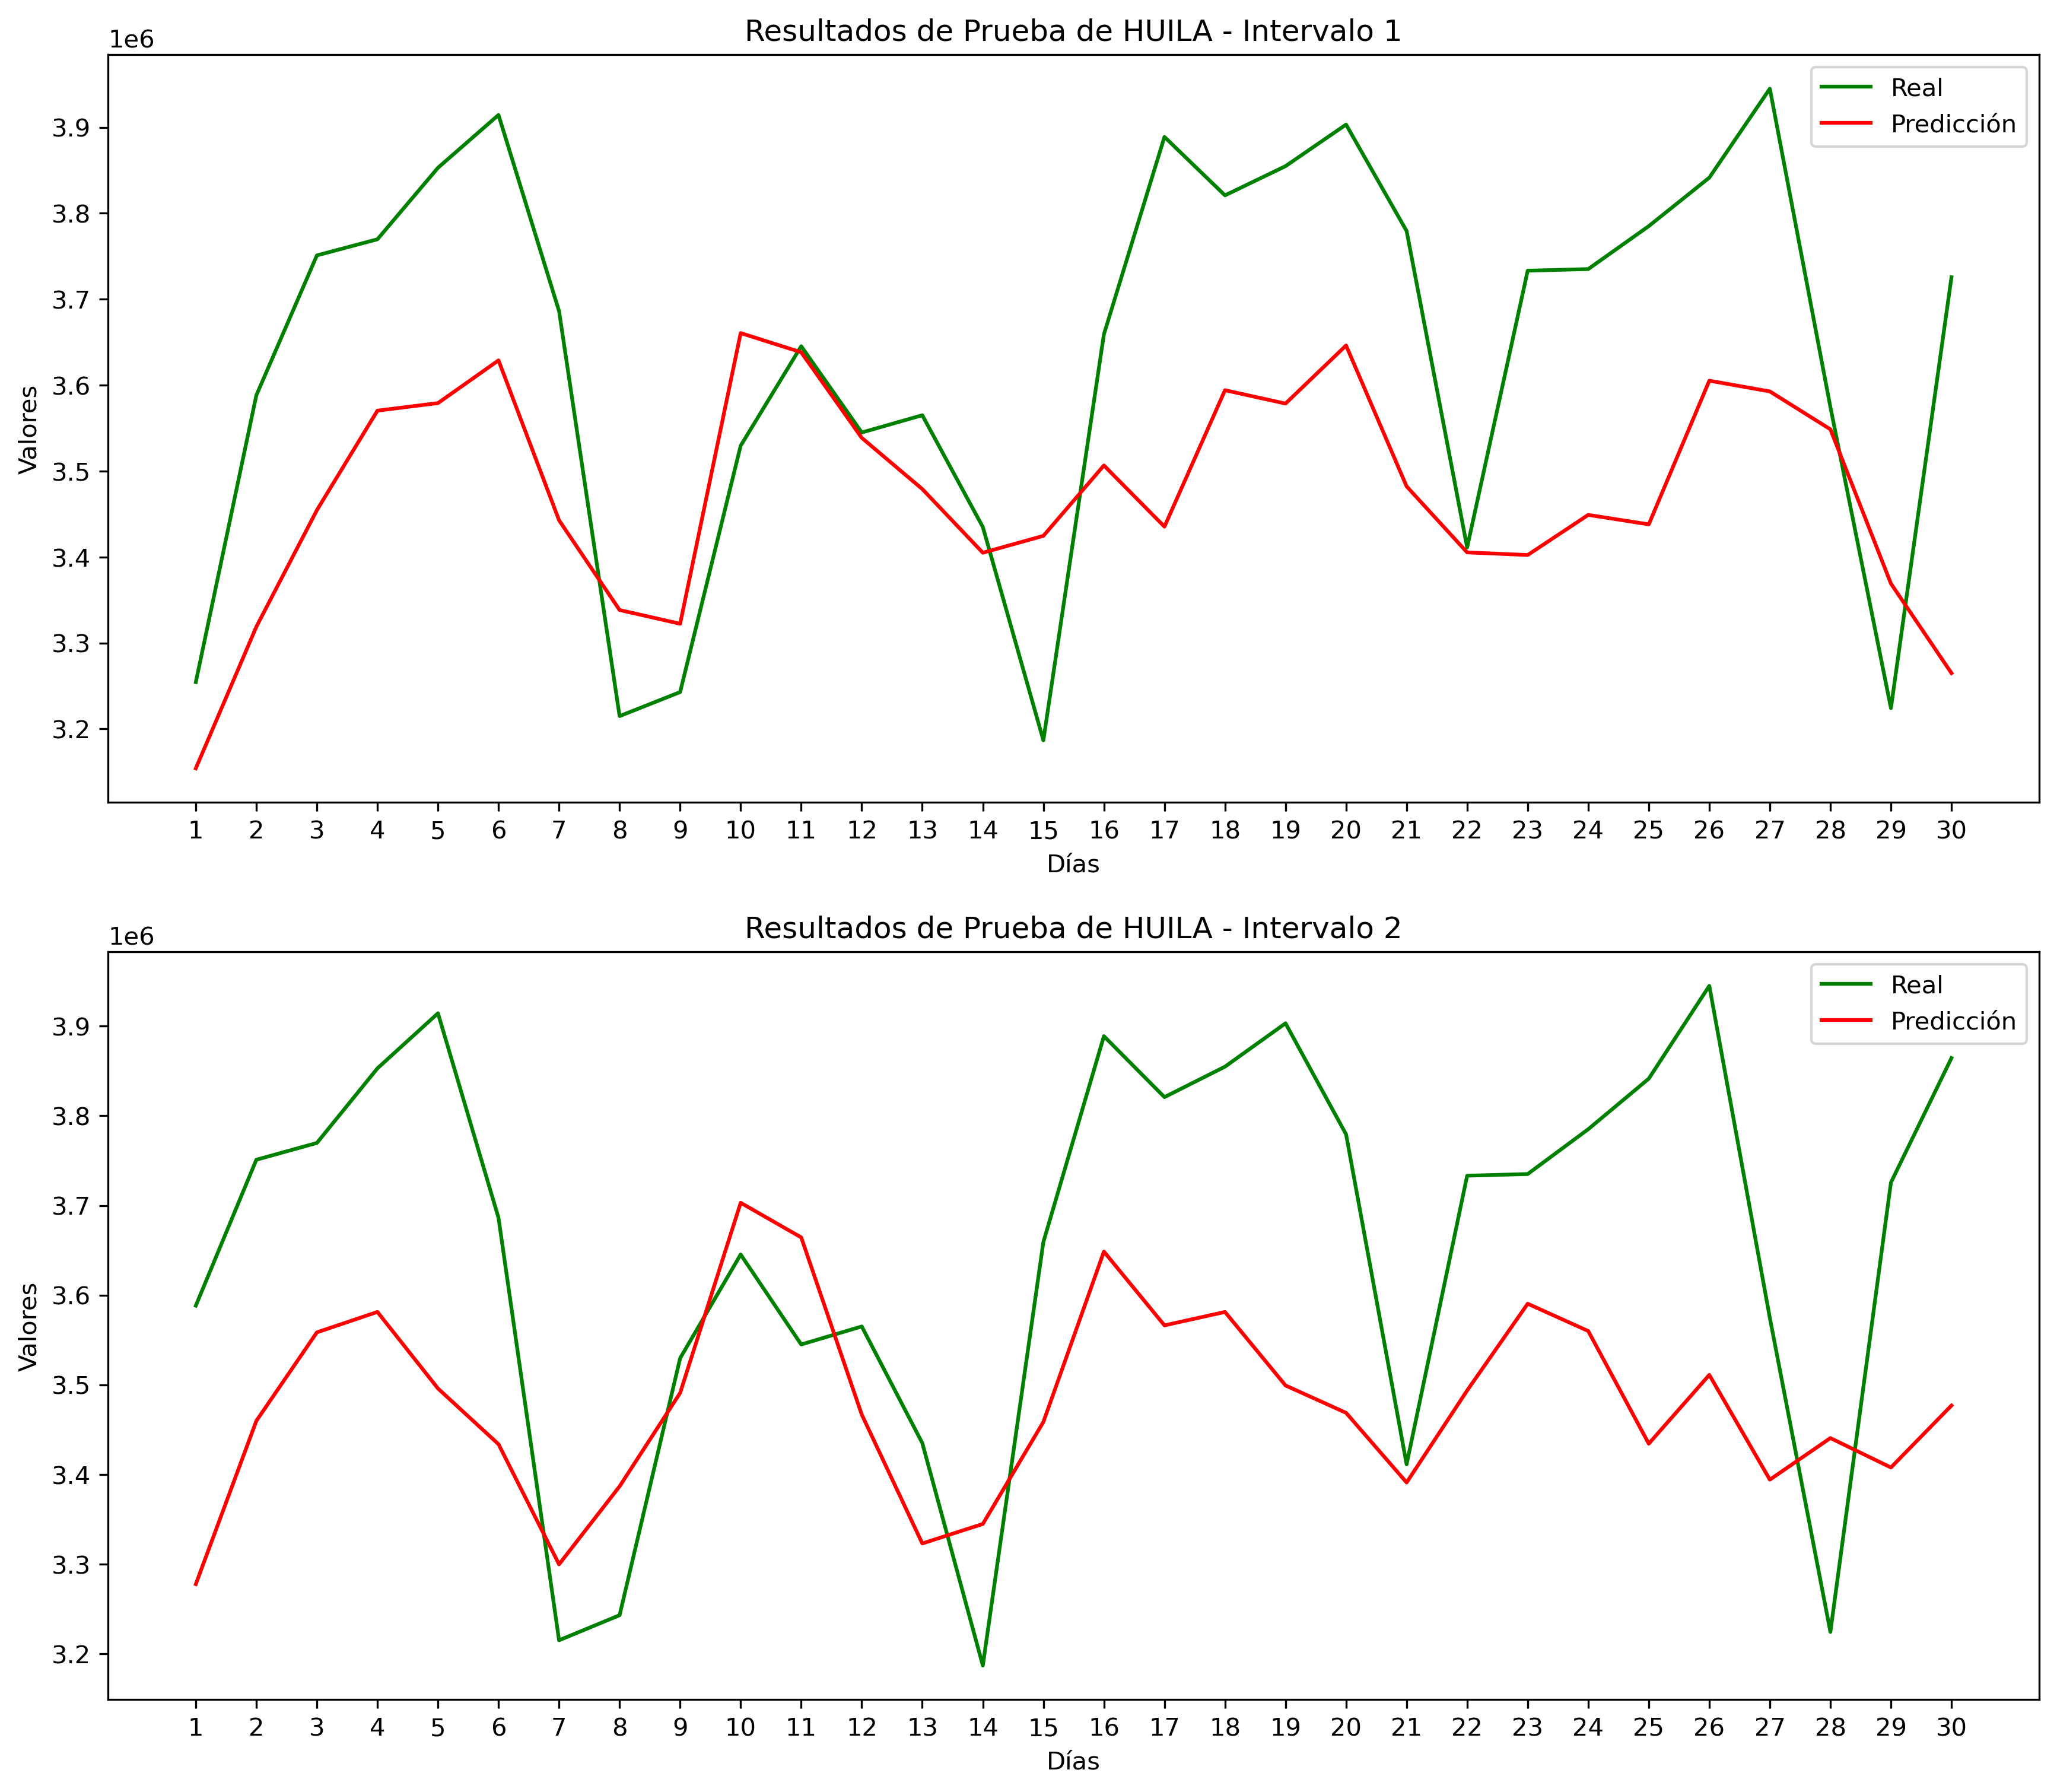 Resultados de Prueba de HUILA - Intervalo 1
1e6
Real
Predicción
3.9
3.8
3.7
3.6
3.5
3.4
3.3
3.2
Valores
1 2 3 4 5 6 7 8 9 10 11 12 13 14 15 16 17 18 19 20 21 22 23 24 25 26 27 28 29 30
Días
Resultados de Prueba de HUILA - Intervalo 2
1e6
Real
Predicción
3.9
3.8
3.7
3.6
3.5
3.4
3.3
3.2
Valores
1 2 3 4 5 6 7 8 9 10 11 12 13 14 15 16 17 18 19 20 21 22 23 24 25 26 27 28 29 30
Días